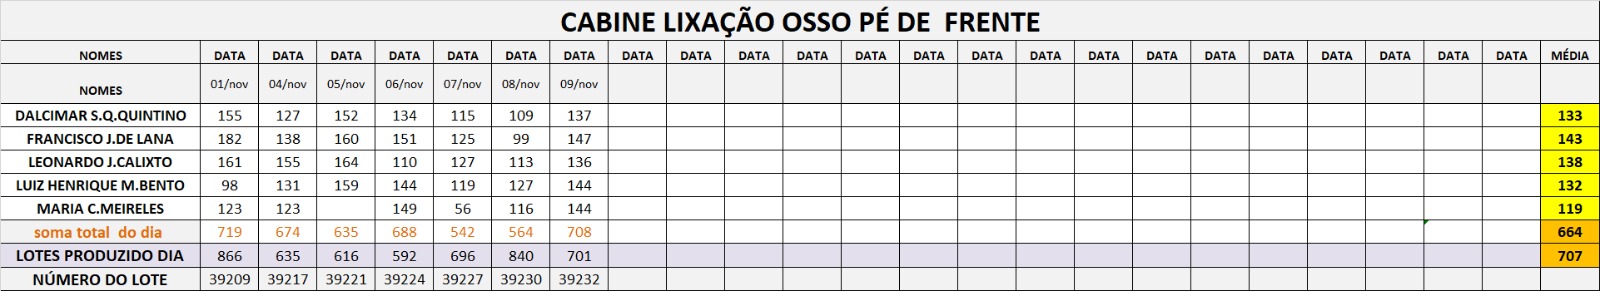 CABINE LIXAÇÃO OSSO PÉ DE  FRENTE
NOMES DATA DATA DATA DATA DATA DATA DATA DATA DATA DATA DATA DATA DATA DATA DATA DATA DATA DATA DATA DATA DATA DATA DATA MÉDIA
NOMES 01/nov 04/nov 05/nov 06/nov 07/nov 08/nov 09/nov
DALCIMAR S.Q.QUINTINO 155 127 152 134 115 109 137 133
FRANCISCO J.DE LANA 182 138 160 151 125 99 147 143
LEONARDO J.CALIXTO 161 155 164 110 127 113 136 138
LUIZ HENRIQUE M.BENTO 98 131 159 144 119 127 144 132
MARIA C.MEIRELES 123 123 149 56 116 144 119
soma total  do dia 719 674 635 688 542 564 708 664
LOTES PRODUZIDO DIA 866 635 616 592 696 840 701 707
NÚMERO DO LOTE 39209 39217 39221 39224 39227 39230 39232